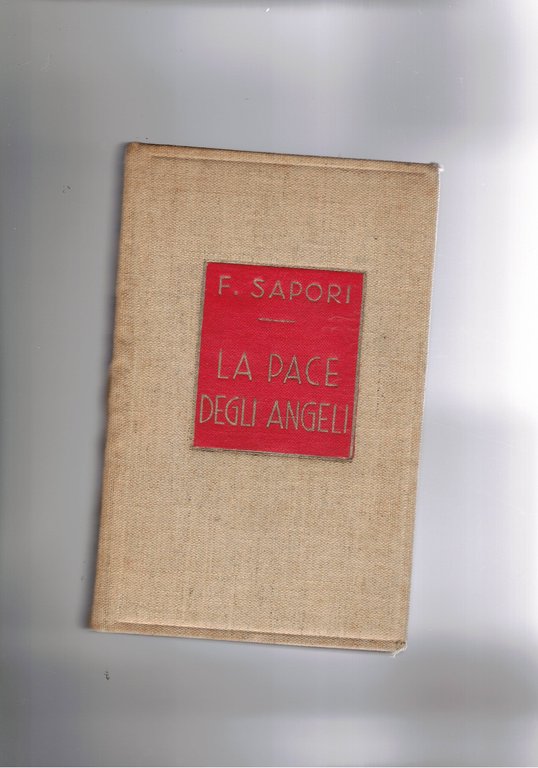 F. SAPORI
LA PACE
DEGLI ANGELI